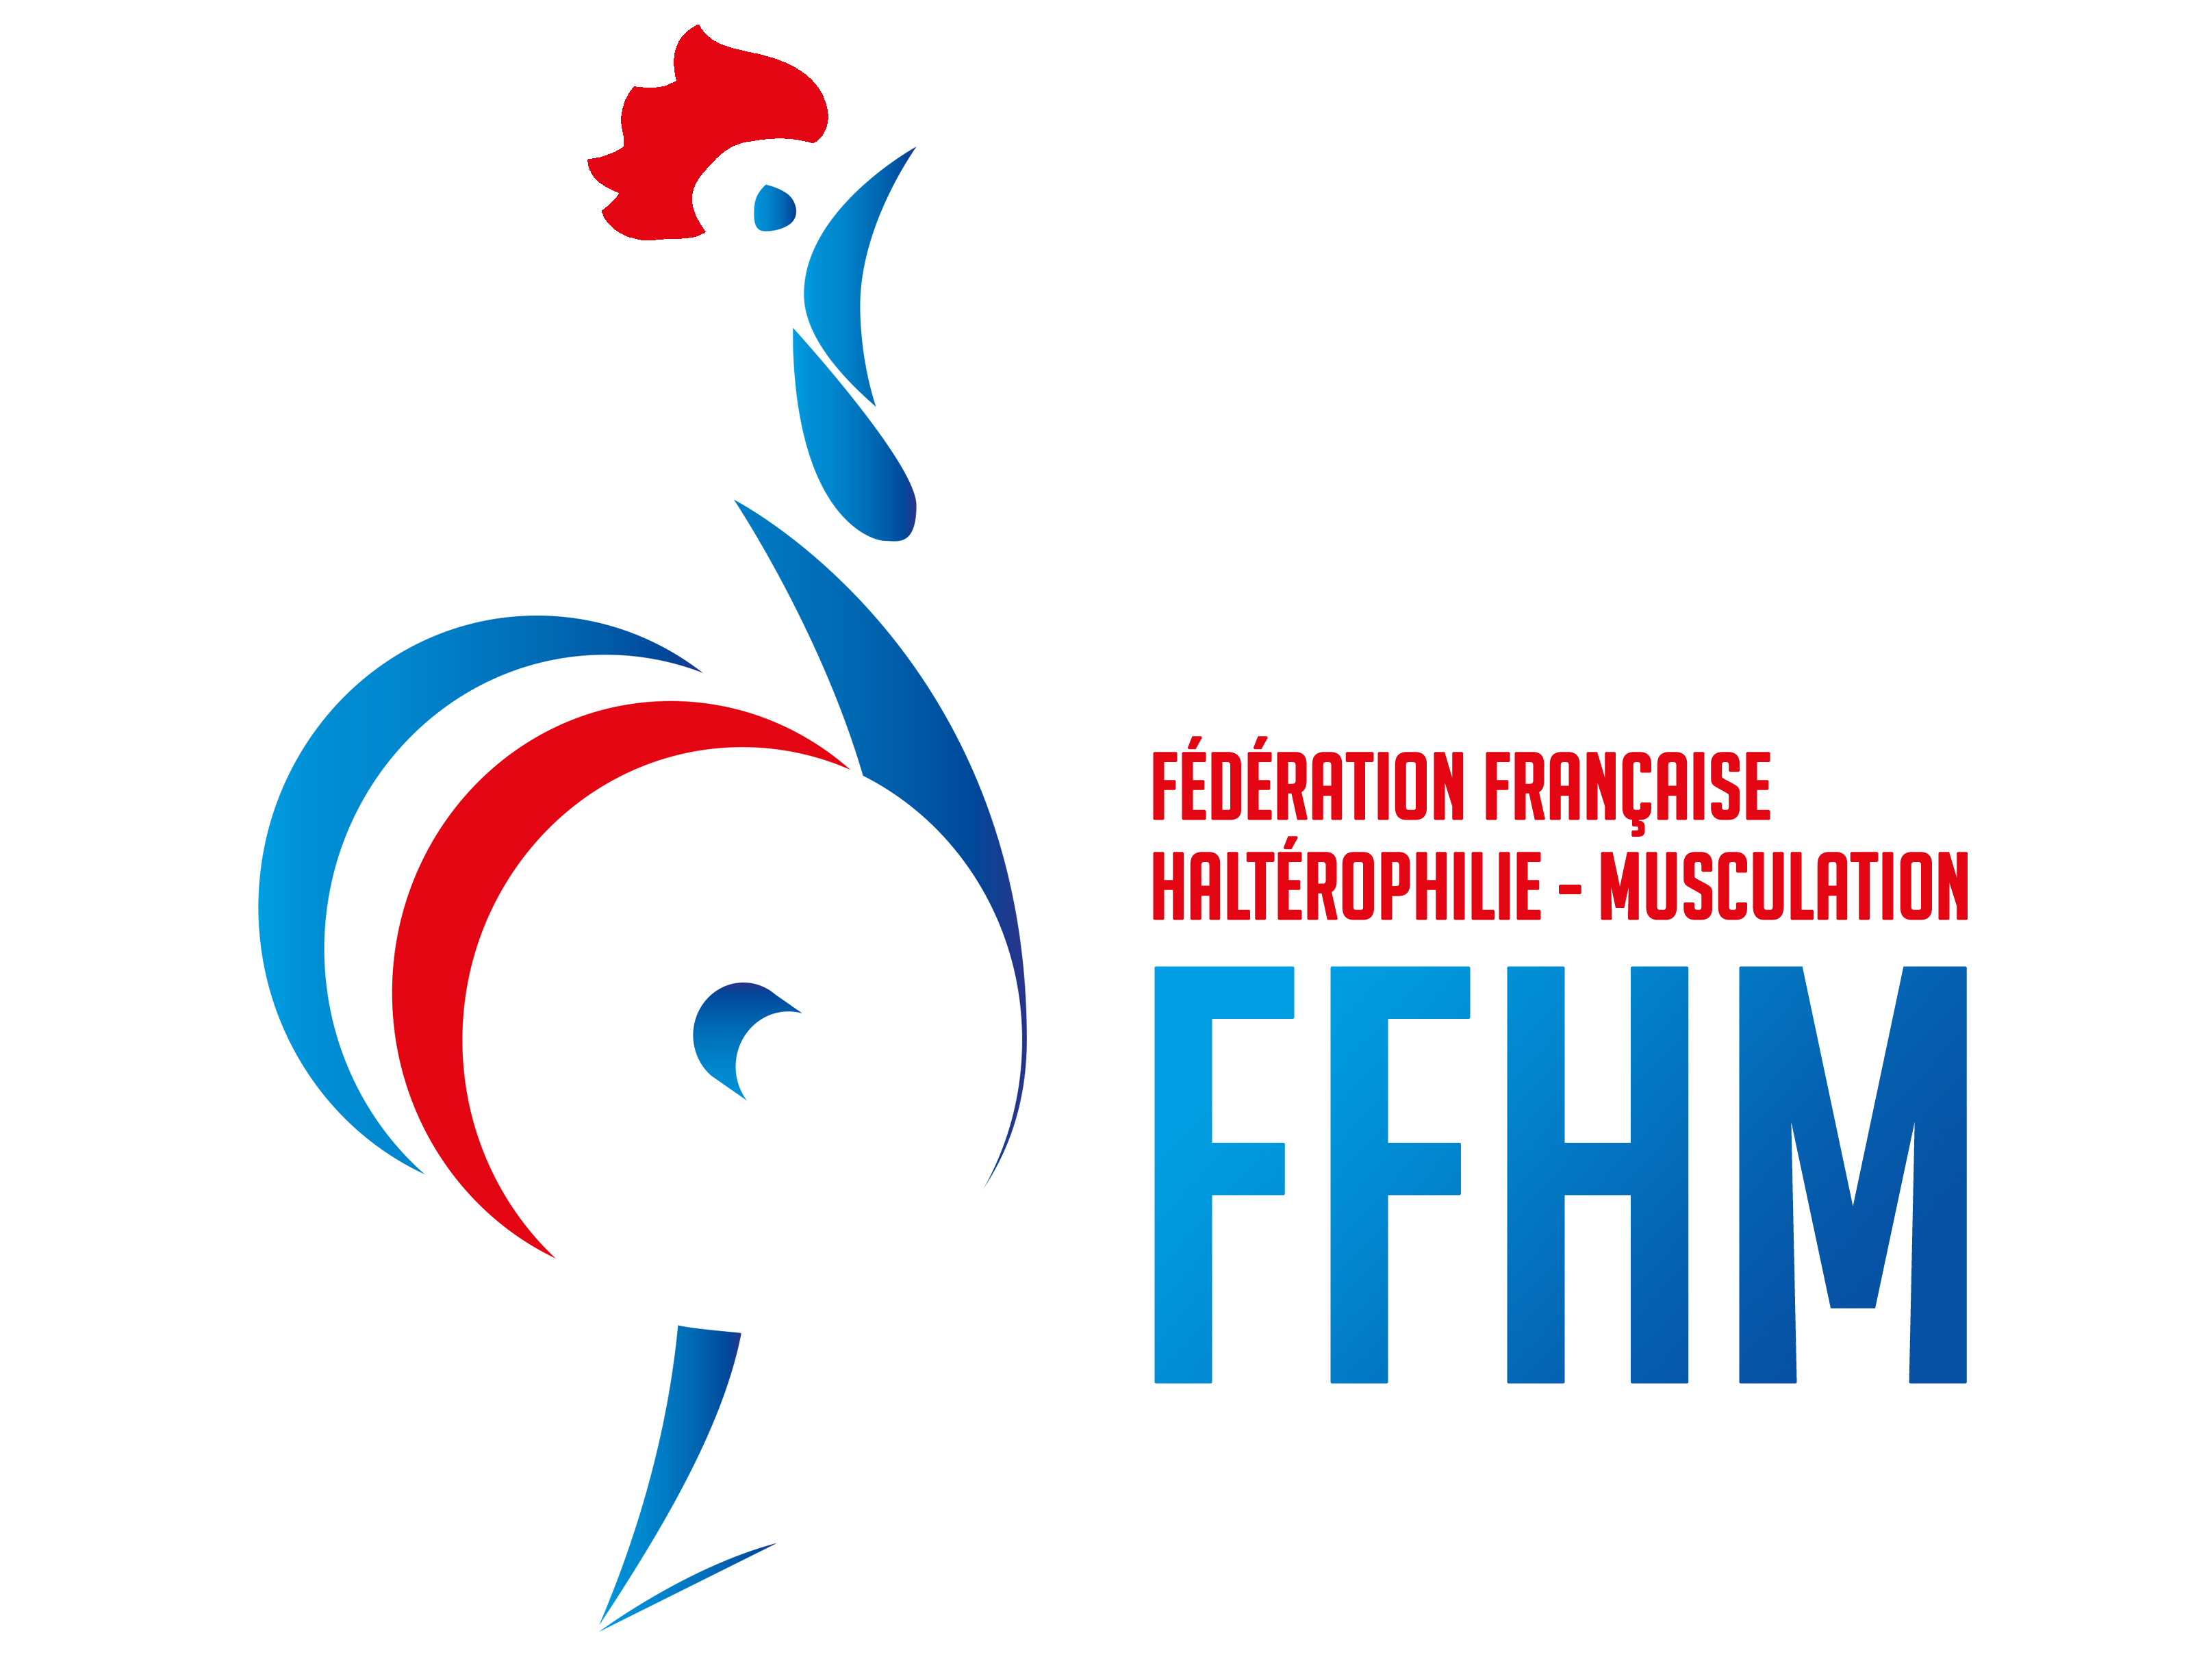 FÉDÉRATION FRANÇAISE
HALTÉROPHILIE - MUSCULATION
FFHM